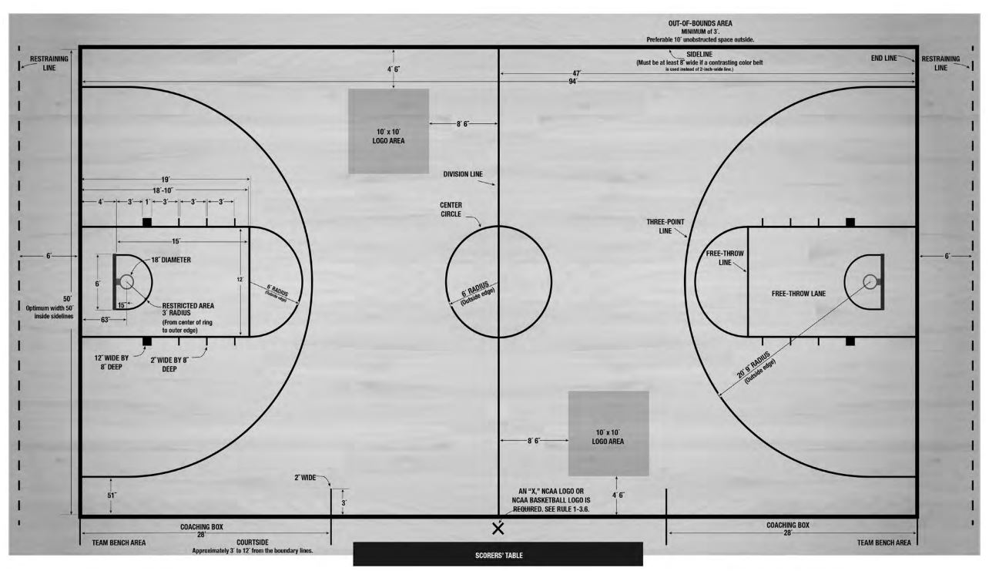 OUT-OF-BOUNDS AREA
MINIMUM of 3´.
Preferable 10´ unobstructed space outside.
RESTRAINING
LINE
SIDELINE
(Must be at least 8˝ wide if a contrasting color belt
is used instead of 2-inch-wide line.)
END LINE
RESTRAINING
LINE
4´ 6˝
47´
94´
10´ x 10´
LOGO AREA
8´ 6˝
DIVISION LINE
19´
18´-10˝
4´
3´
1´
3´
3´
3´
CENTER
CIRCLE
THREE-POINT
LINE
15´
6´
18˝ DIAMETER
FREE-THROW
LINE
6´
6´
12´
6´ RADIUS
(Outside edge)
6´ RADIUS
(Outside edge)
FREE-THROW LANE
50´
Optimum width 50´
inside sidelines
15˝
RESTRICTED AREA
3´ RADIUS
(From center of ring
to outer edge)
63˝
12˝ WIDE BY
8˝ DEEP
2˝ WIDE BY 8˝
DEEP
20´ 9˝ RADIUS
(Outside edge)
10´ x 10´
LOGO AREA
8´ 6˝
2˝ WIDE
51˝
3´
AN “X,” NCAA LOGO OR
NCAA BASKETBALL LOGO IS
REQUIRED. SEE RULE 1-3.6.
4´ 6˝
X
COACHING BOX
28´
COACHING BOX
28´
TEAM BENCH AREA
COURTSIDE
Approximately 3´ to 12´ from the boundary lines.
TEAM BENCH AREA
SCORERS’ TABLE